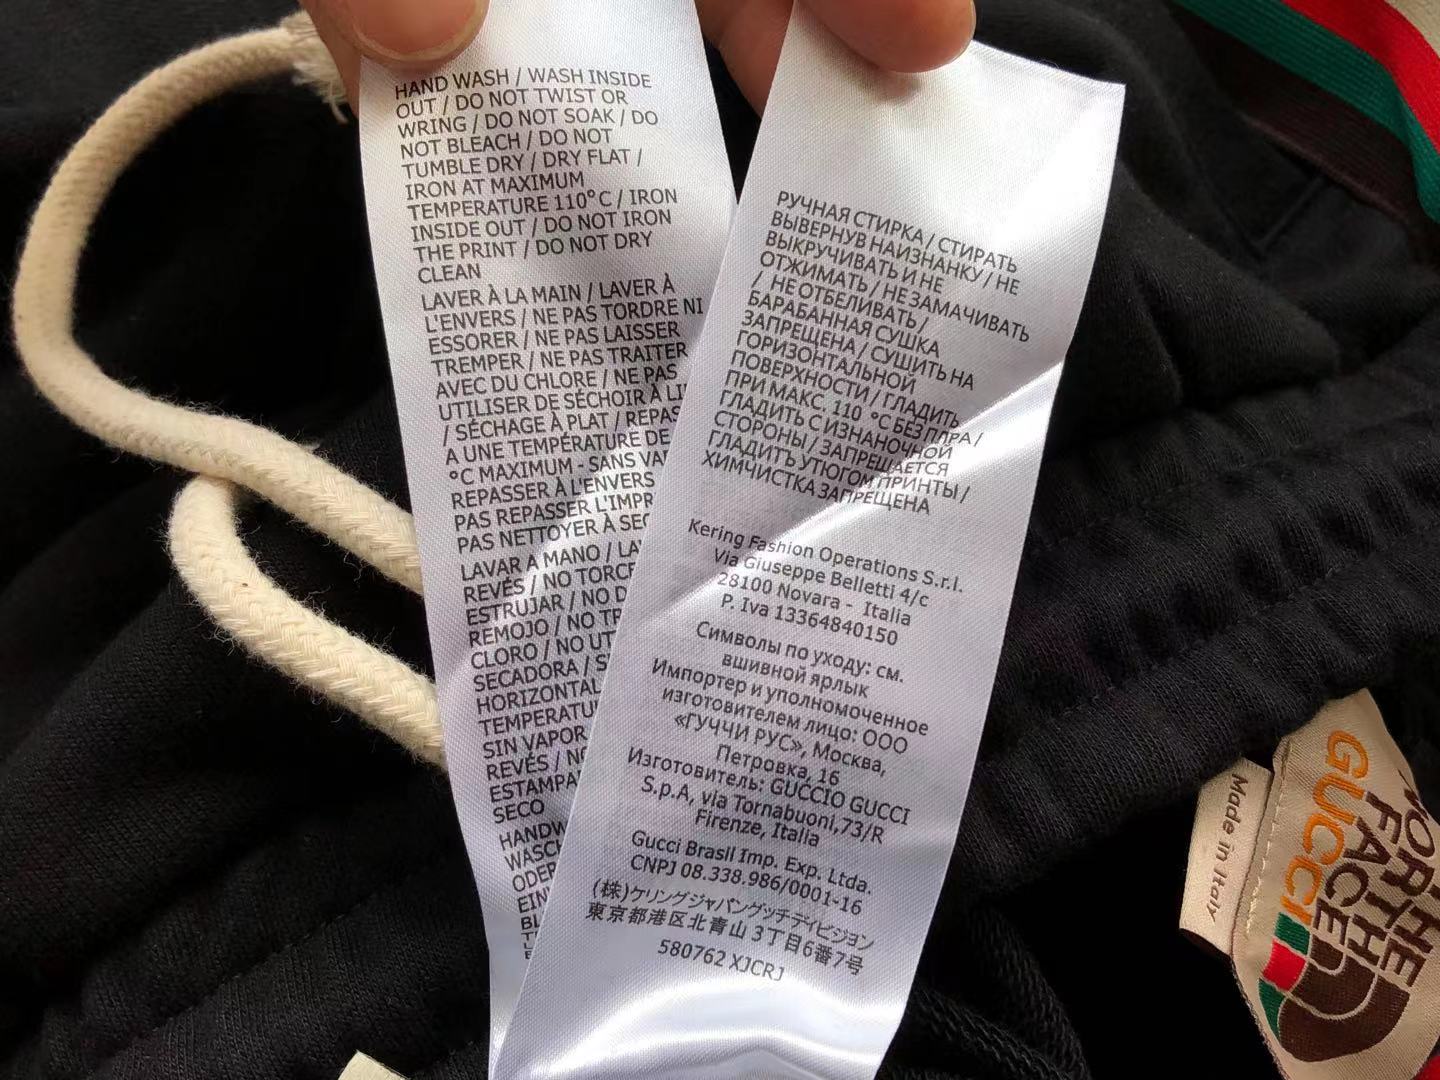 HAND WASH / WASH INSIDE
OUT / DO NOT TWIST OR
WRING / DO NOT SOAK / DO
NOT BLEACH / DO NOT
TUMBLE DRY / DRY FLAT /
IRON AT MAXIMUM
TEMPERATURE 110°C / IRON
INSIDE OUT / DO NOT IRON
THE PRINT / DO NOT DRY
CLEAN
LAVER À LA MAIN / LAVER À
L'ENVERS / NE PAS TORDRE NI
ESSORER / NE PAS LAISSER
TREMPER / NE PAS TRAITER
AVEC DU CHLORE / NE PAS
UTILISER DE SÉCHOIR À
/ SÉCHAGE À PLAT /
A UNE TEMPÉRATURE DE
°C MAXIMUM - SANS
REPASSER À L'ENVERS
PAS REPASSER
PAS NETTOYER À
LAVAR A MANO /
REVÉS / NO
ESTRUJAR / NO
REMOJO / NO
CLORO / NO
SECADORA /
HORIZONTAL
SIN VAPOR
REVÉS /
SECO
РУЧНАЯ СТИРКА / СТИРАТЬ
ВЫВЕРНУВ НАИЗНАНКУ / НЕ
ВЫКРУЧИВАТЬ И НЕ
ОТЖИМАТЬ / НЕ ЗАМАЧИВАТЬ
/ НЕ ОТБЕЛИВАТЬ /
БАРАБАННАЯ СУШКА
ЗАПРЕЩЕНА / СУШИТЬ НА
ГОРИЗОНТАЛЬНОЙ
ПОВЕРХНОСТИ / ГЛАДИТЬ
ПРИ МАКС. 110 °C БЕЗ ПАРА /
ГЛАДИТЬ С ИЗНАНОЧНОЙ
СТОРОНЫ / ЗАПРЕЩАЕТСЯ
ГЛАДИТЬ УТЮГОМ ПРИНТЫ /
ХИМЧИСТКА ЗАПРЕЩЕНА
Kering Fashion Operations S.r.l.
Via Giuseppe Belletti 4/c
28100 Novara - Italia
P. Iva 13364840150
Символы по уходу: см.
вшивной ярлык
Импортер и уполномоченное
изготовителем лицо: ООО
«ГУЧЧИ РУС», Москва,
Петровка, 16
Изготовитель: GUCCIO GUCCI
S.p.A, via Tornabuoni,73/R
Firenze, Italia
Gucci Brasil Imp. Exp. Ltda.
CNPJ 08.338.986/0001-16
(株)ケリングジャパングッチディビジョン
東京都港区北青山3丁目6番7号
580762 XJCRJ
Made in Italy
GUCCI
THE
NORTH
FACE